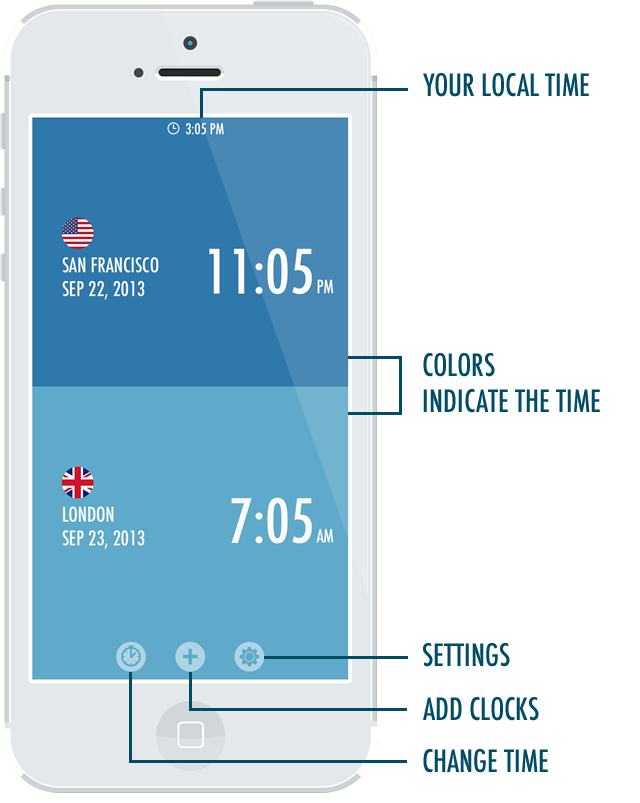 YOUR LOCAL TIME
3:05 PM
SAN FRANCISCO
SEP 22, 2013
11:05 PM
COLORS
INDICATE THE TIME
LONDON
SEP 23, 2013
7:05 AM
SETTINGS
ADD CLOCKS
CHANGE TIME